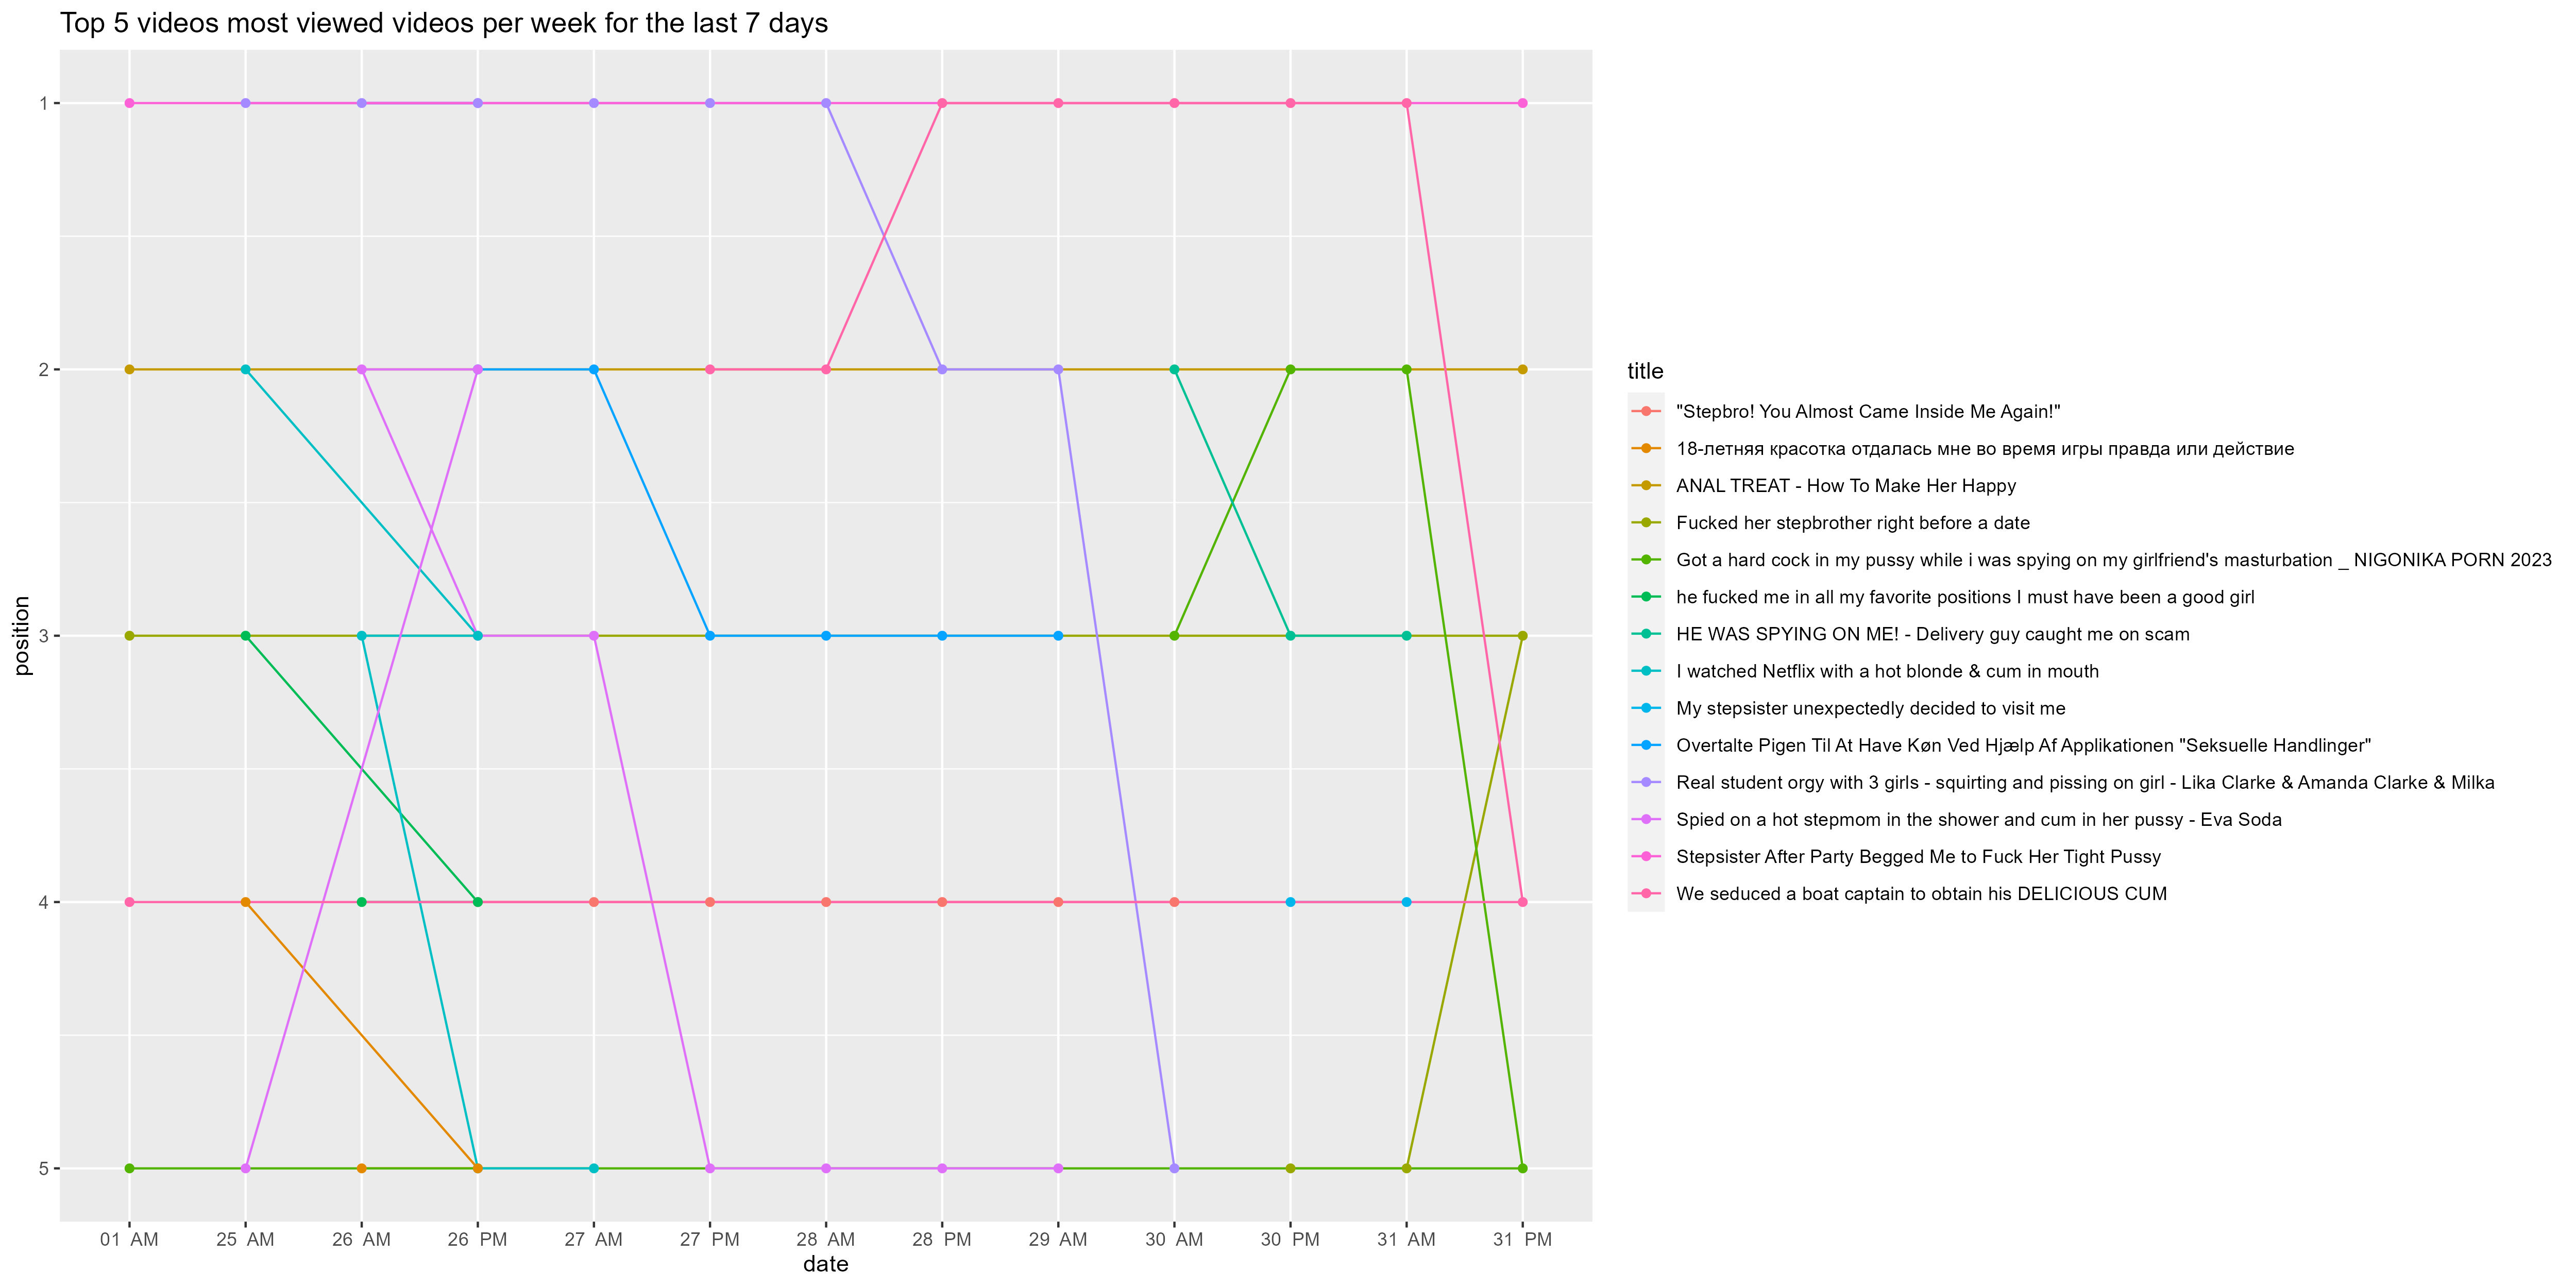 Top 5 videos most viewed videos per week for the last 7 days
position
1
2
3
4
5
01 AM
25 AM
26 AM
26 PM
27 AM
27 PM
28 AM
28 PM
29 AM
30 AM
30 PM
31 AM
31 PM
date
title
"Stepbro! You Almost Came Inside Me Again!"
18-летняя красотка отдалась мне во время игры правда или действие
ANAL TREAT - How To Make Her Happy
Fucked her stepbrother right before a date
Got a hard cock in my pussy while i was spying on my girlfriend's masturbation _ NIGONIKA PORN 2023
he fucked me in all my favorite positions I must have been a good girl
HE WAS SPYING ON ME! - Delivery guy caught me on scam
I watched Netflix with a hot blonde & cum in mouth
My stepsister unexpectedly decided to visit me
Overtalte Pigen Til At Have Køn Ved Hjælp Af Applikationen "Seksuelle Handlinger"
Real student orgy with 3 girls - squirting and pissing on girl - Lika Clarke & Amanda Clarke & Milka
Spied on a hot stepmom in the shower and cum in her pussy - Eva Soda
Stepsister After Party Begged Me to Fuck Her Tight Pussy
We seduced a boat captain to obtain his DELICIOUS CUM